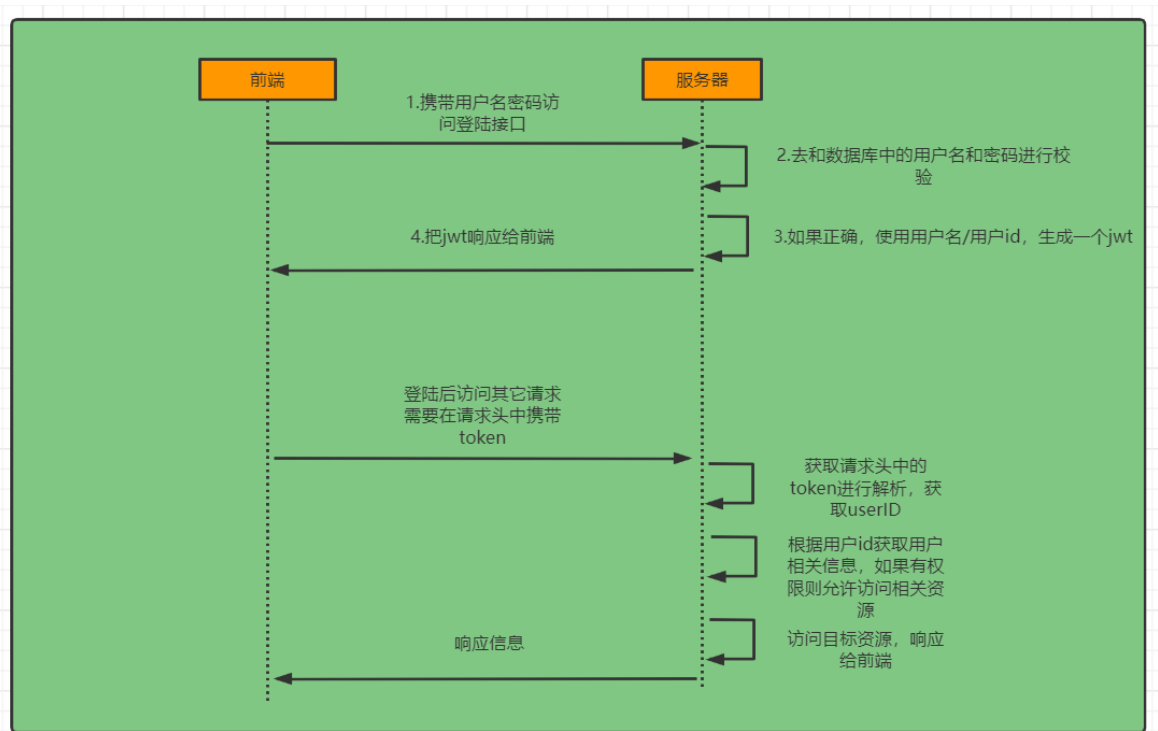 前端
服务器
1.携带用户名密码访
问登陆接口
2.去和数据库中的用户名和密码进行校
验
3.如果正确，使用用户名/用户id，生成一个jwt
4.把jwt响应给前端
登陆后访问其它请求
需要在请求头中携带
token
获取请求头中的
token进行解析，获
取userID
根据用户id获取用户
相关信息，如果有权
限则允许访问相关资
源
访问目标资源，响应
给前端
响应信息